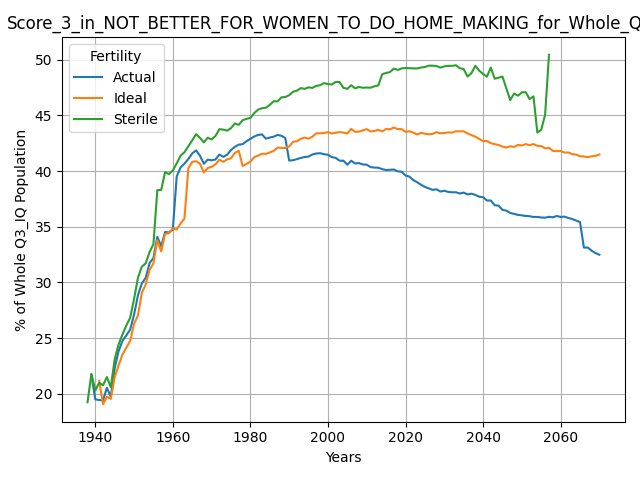 Score_3_in_NOT_BETTER_FOR_WOMEN_TO_DO_HOME_MAKING_for_Whole_Q
Fertility
Actual
Ideal
Sterile
% of Whole Q3_IQ Population
50
45
40
35
30
25
20
1940 1960 1980 2000 2020 2040 2060
Years